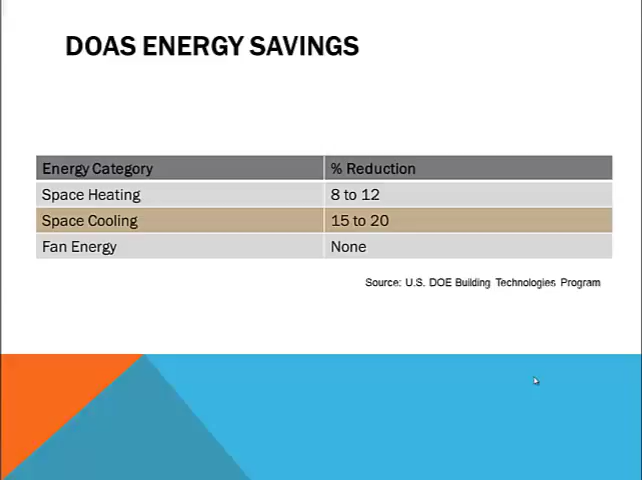 DOAS ENERGY SAVINGS
Energy Category % Reduction
Space Heating 8 to 12
Space Cooling 15 to 20
Fan Energy None
Source: U.S. DOE Building Technologies Program